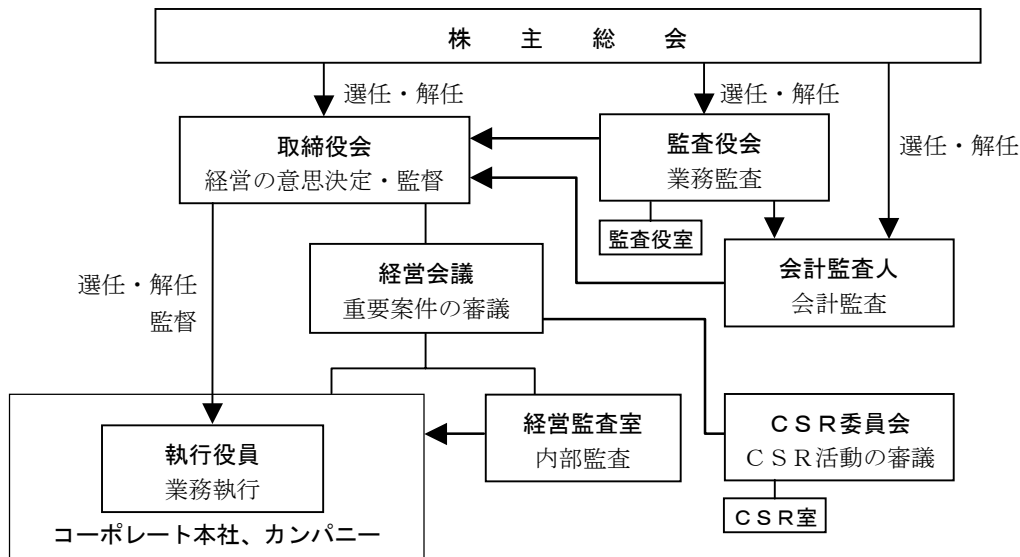 株　主　総　会
選任・解任
選任・解任
選任・解任
取締役会
経営の意思決定・監督
監査役会
業務監査
監査役室
経営会議
重要案件の審議
会計監査人
会計監査
選任・解任
監督
経営監査室
内部監査
ＣＳＲ委員会
ＣＳＲ活動の審議
ＣＳＲ室
執行役員
業務執行
コーポレート本社、カンパニー